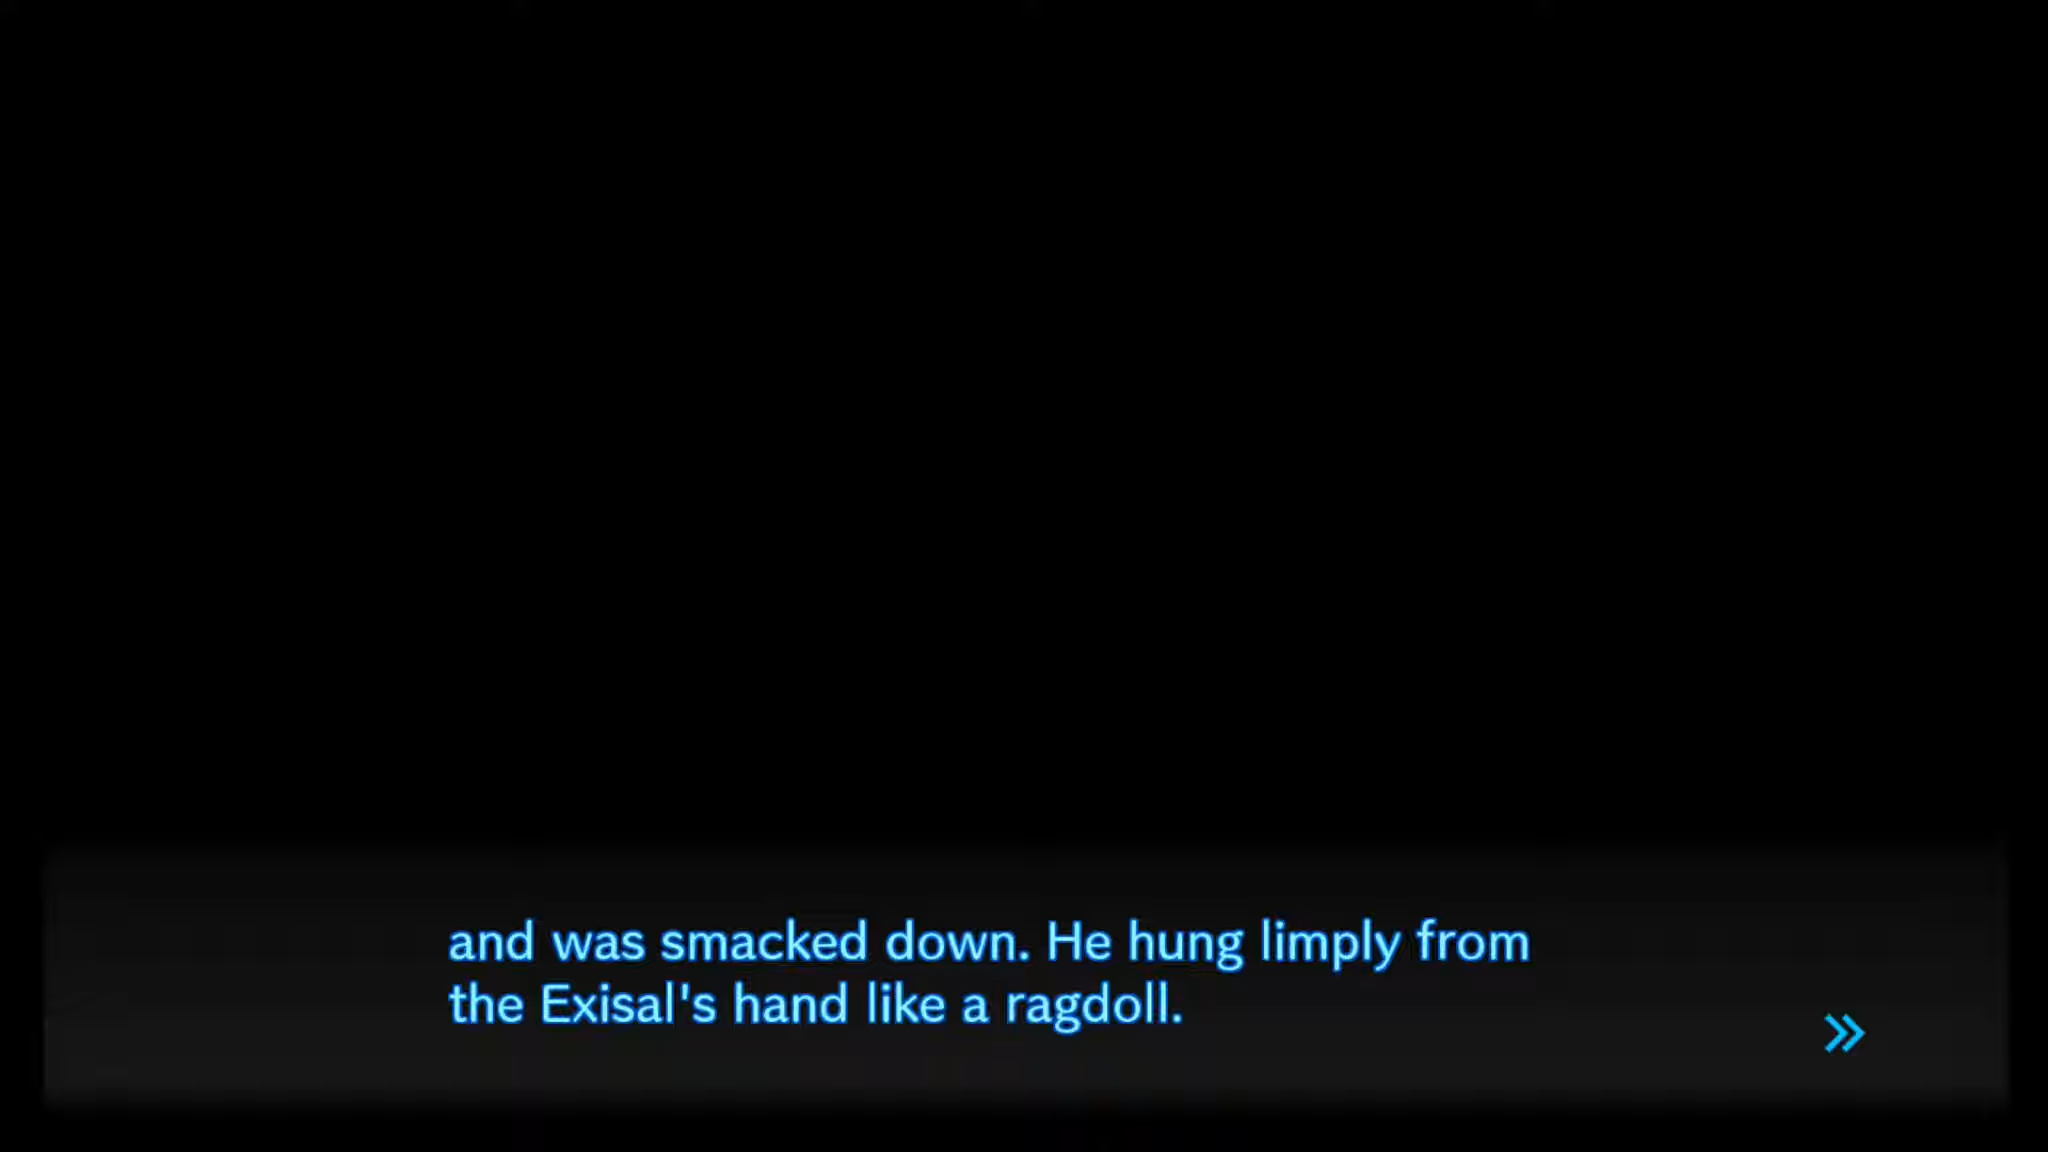 and was smacked down. He hung limply from
the Exisal's hand like a ragdoll.